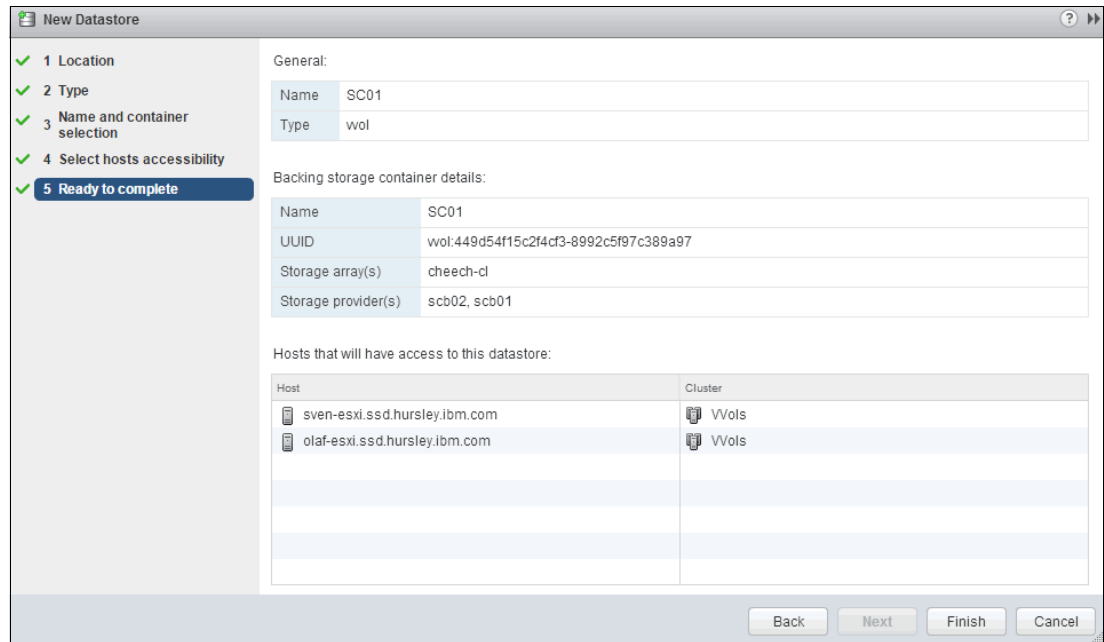 New Datastore
?
1 Location
2 Type
3 Name and container
selection
4 Select hosts accessibility
5 Ready to complete
General:
Name SC01
Type vvol
Backing storage container details:
Name SC01
UUID vvol:449d54f15c2f4cf3-8992c5f97c389a97
Storage array(s) cheech-cl
Storage provider(s) scb02, scb01
Hosts that will have access to this datastore:
Host Cluster
sven-esxi.ssd.hursley.ibm.com VVols
olaf-esxi.ssd.hursley.ibm.com VVols
Back Next Finish Cancel